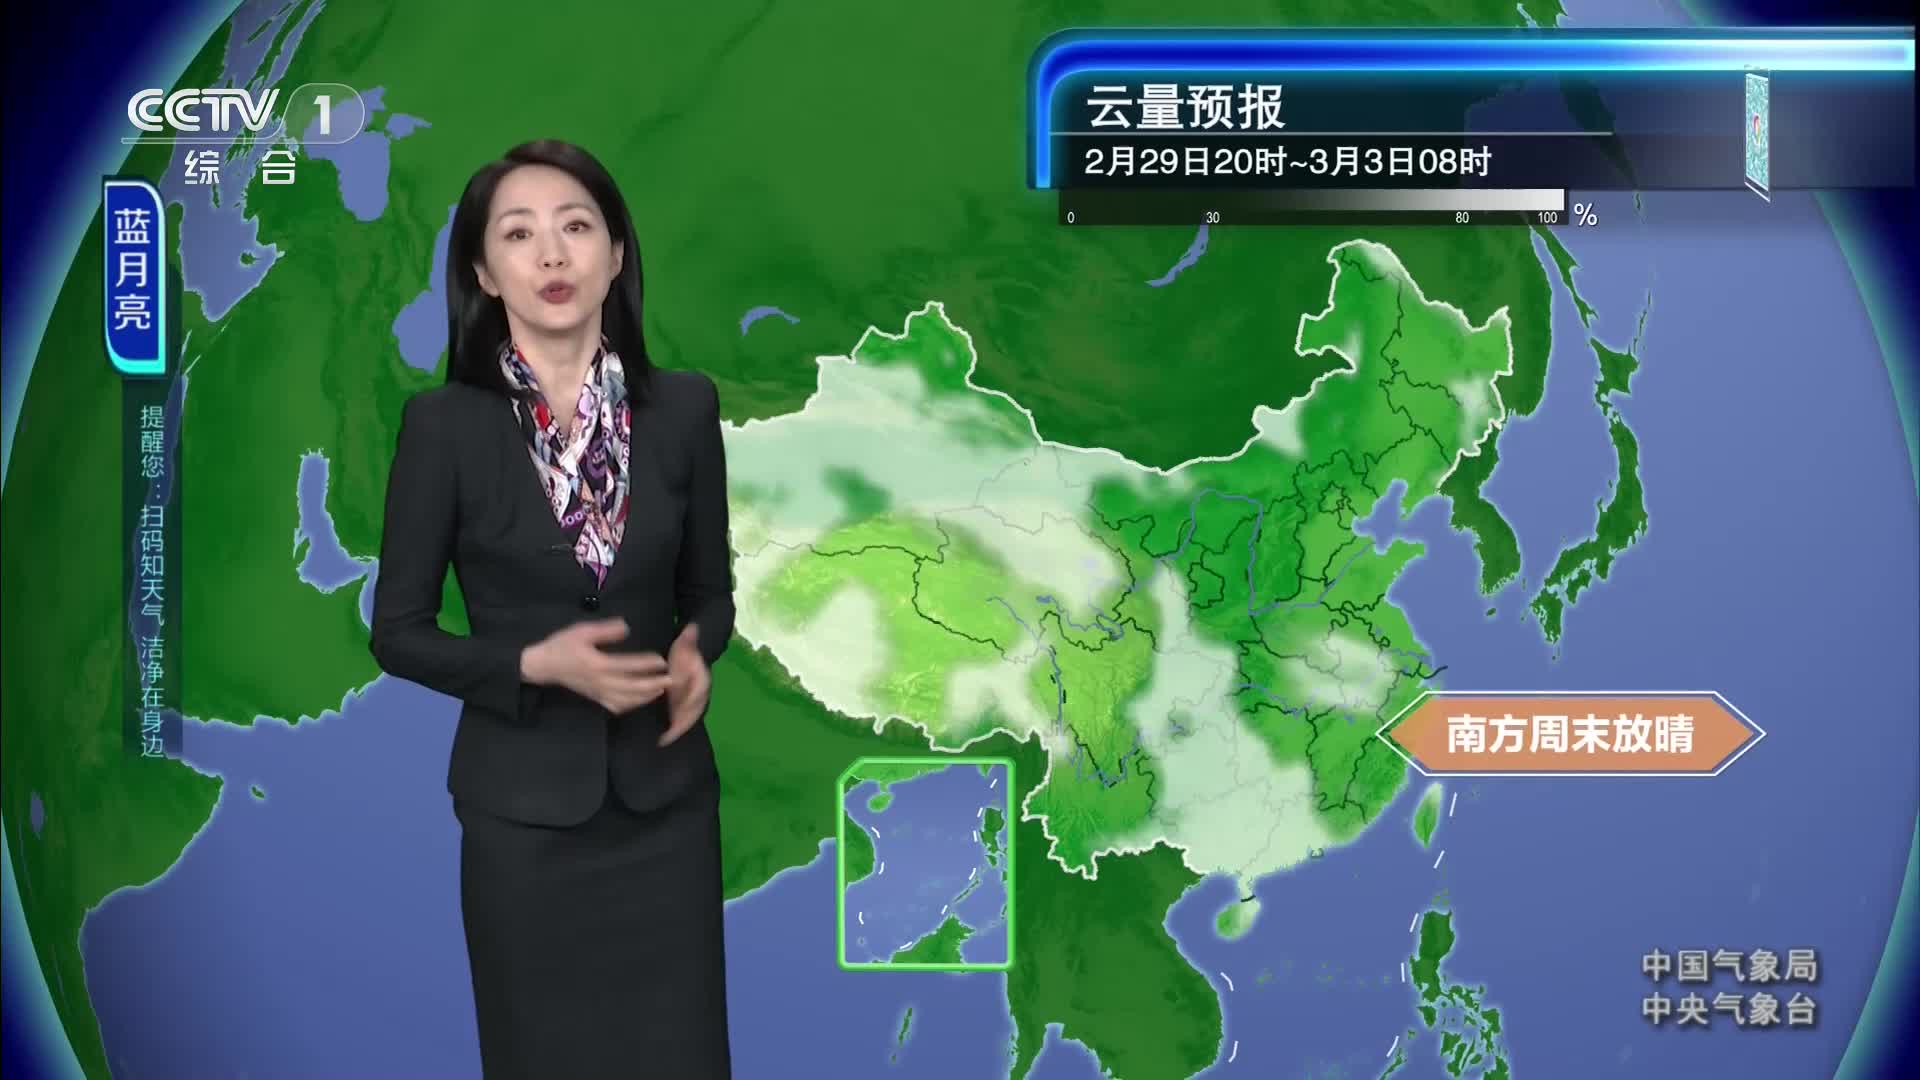 CCTV 1
综 合
蓝月亮
提醒您：扫码知天气 洁净在身边
云量预报
2月29日20时~3月3日08时
0 30 80 100 %
南方周末放晴
中国气象局
中央气象台